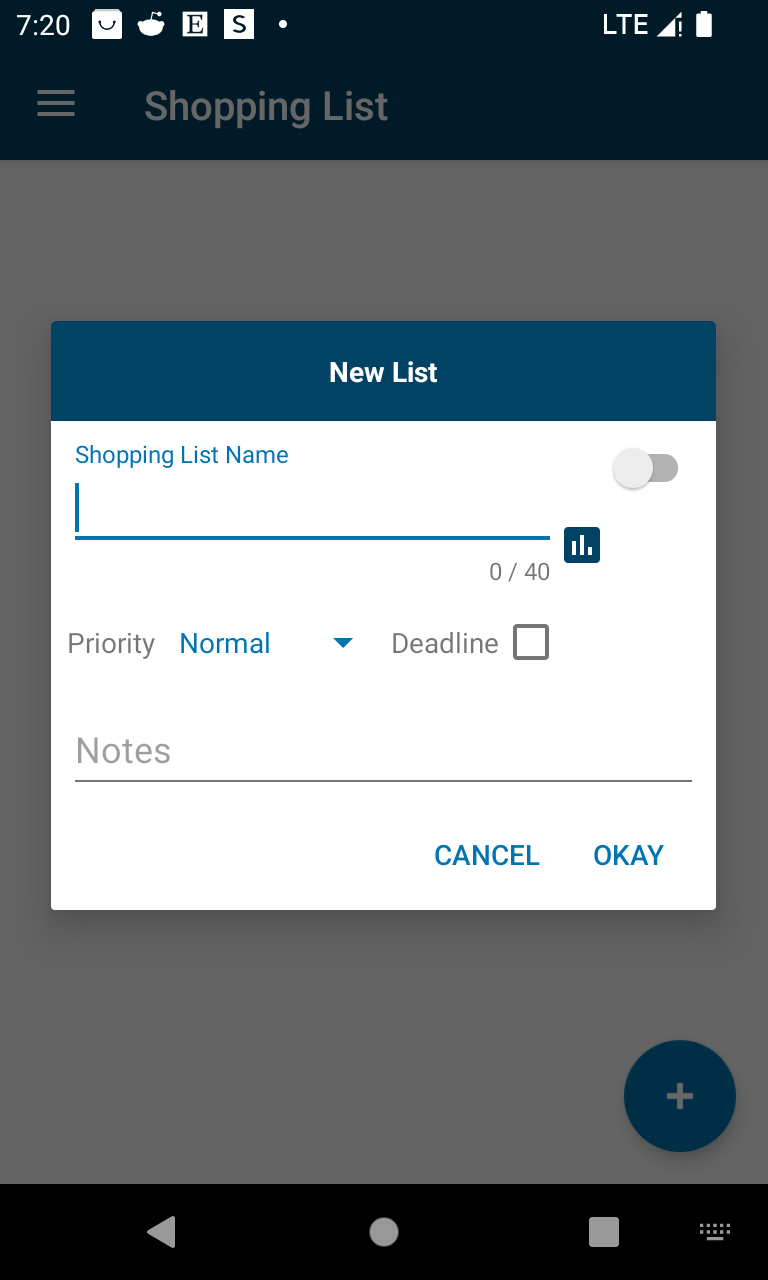 7:20 E S LTE
Shopping List
New List
Shopping List Name
0 / 40
Priority Normal Deadline
Notes
CANCEL OKAY
+